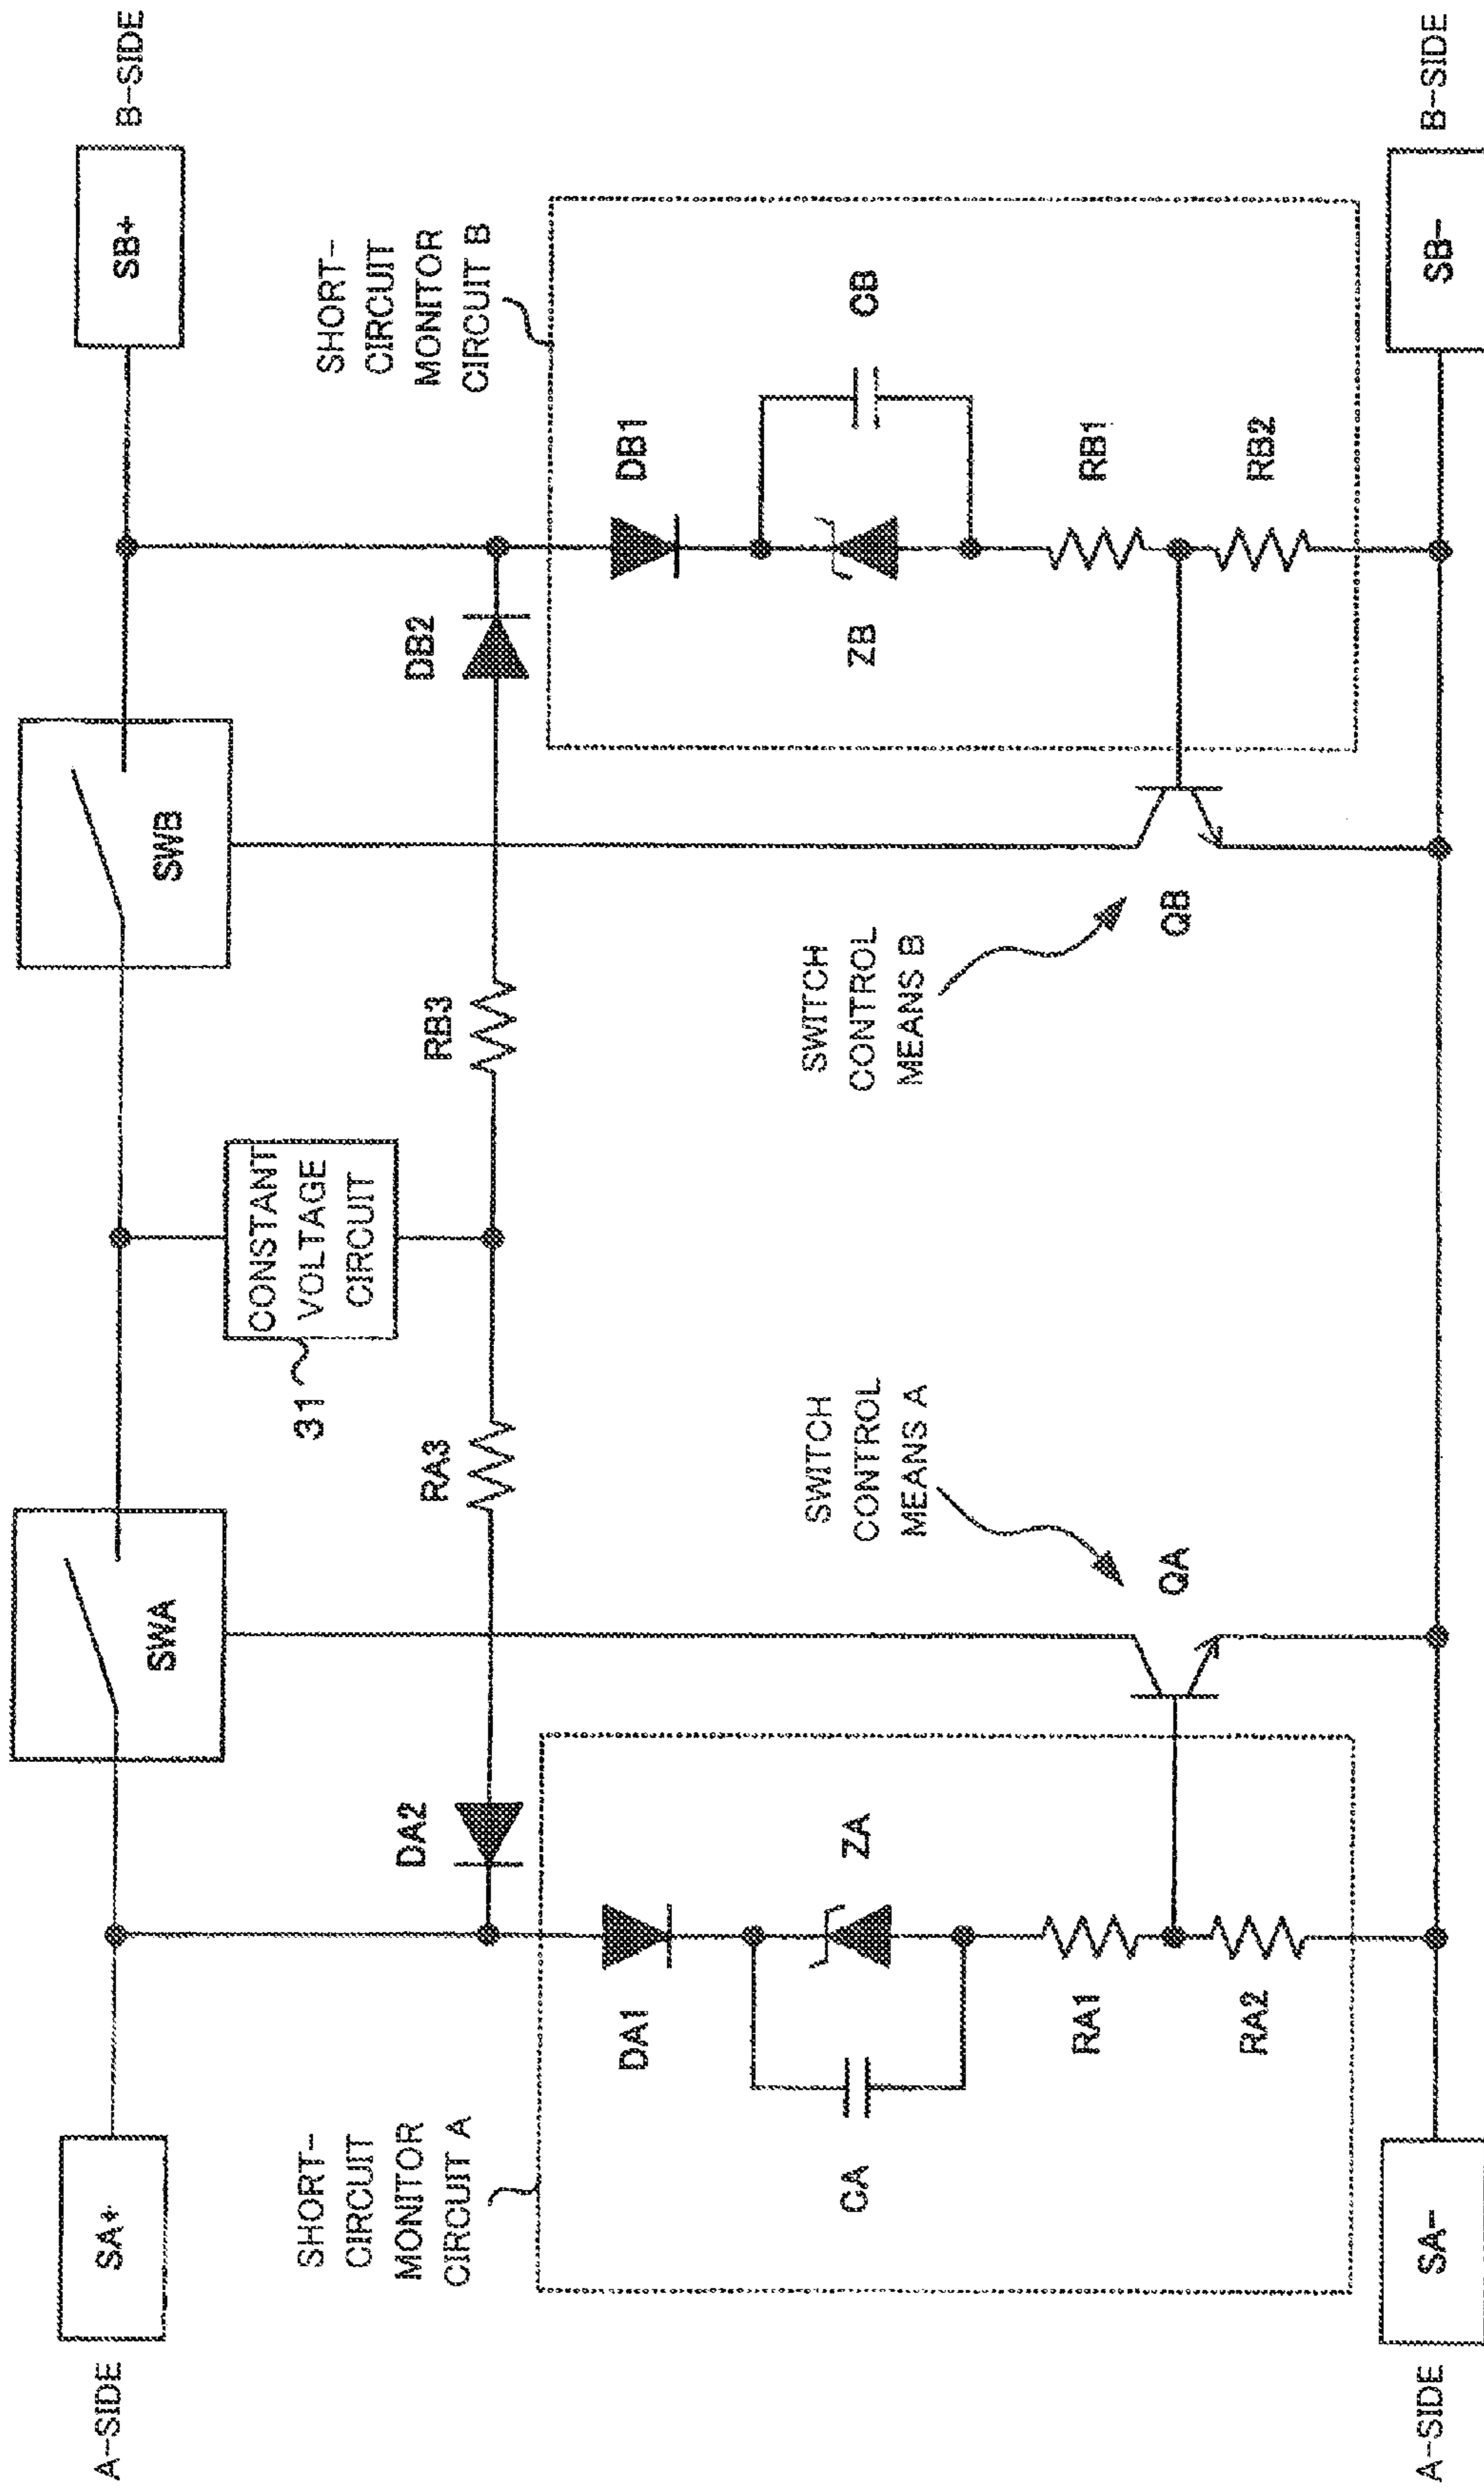 A-SIDE
SA+
SWA
CONSTANT
VOLTAGE
CIRCUIT
31
SWB
SB+
B-SIDE
SHORT-
CIRCUIT
MONITOR
CIRCUIT A
DA2
RA3
RB3
DB2
SHORT-
CIRCUIT
MONITOR
CIRCUIT B
DA1
CA
ZA
RA1
RA2
SWITCH
CONTROL
MEANS A
QA
SWITCH
CONTROL
MEANS B
QB
DB1
ZB
CB
RB1
RB2
A-SIDE
SA-
SB-
B-SIDE